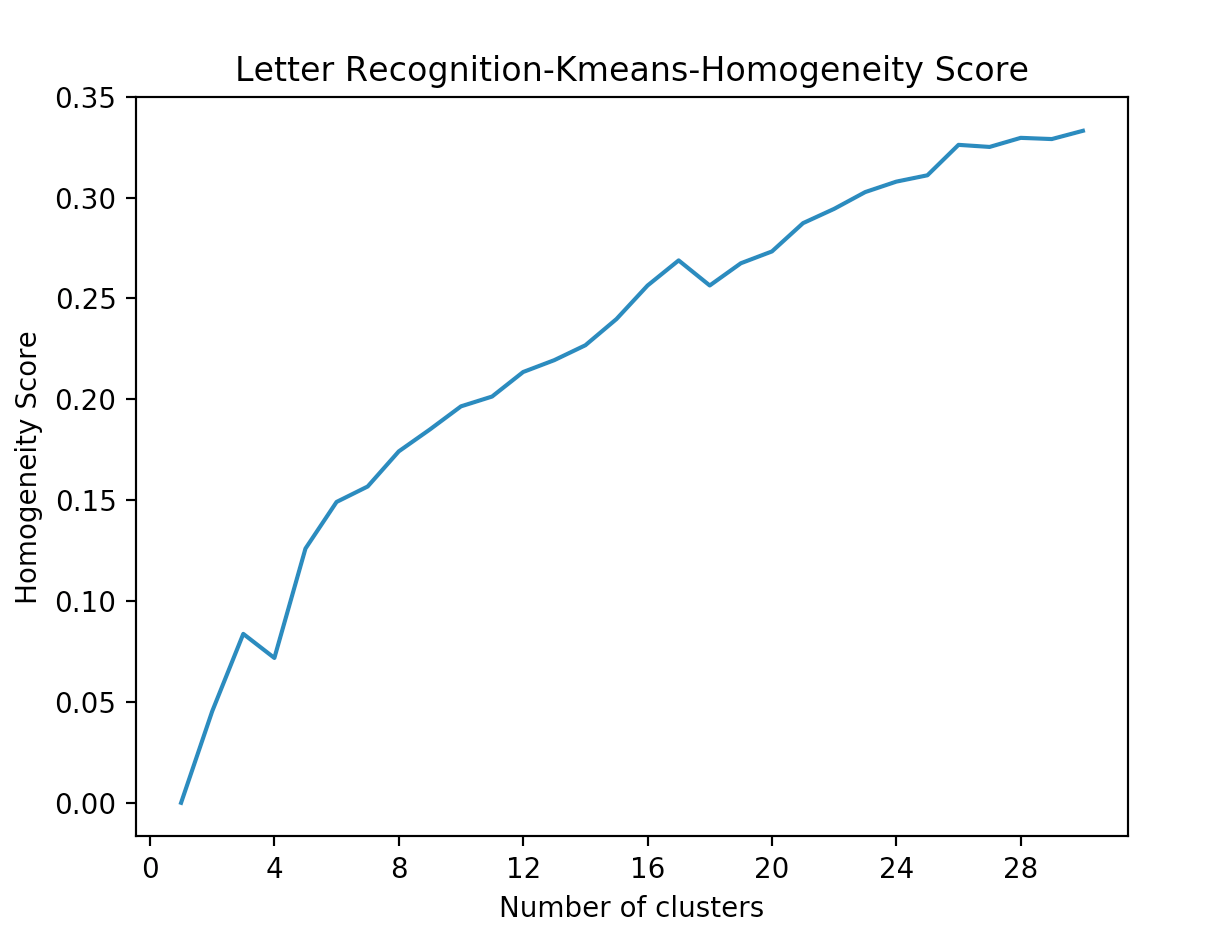 Letter Recognition-Kmeans-Homogeneity Score
0.35
0.30
0.25
0.20
0.15
0.10
0.05
0.00
Homogeneity Score
0 4 8 12 16 20 24 28
Number of clusters